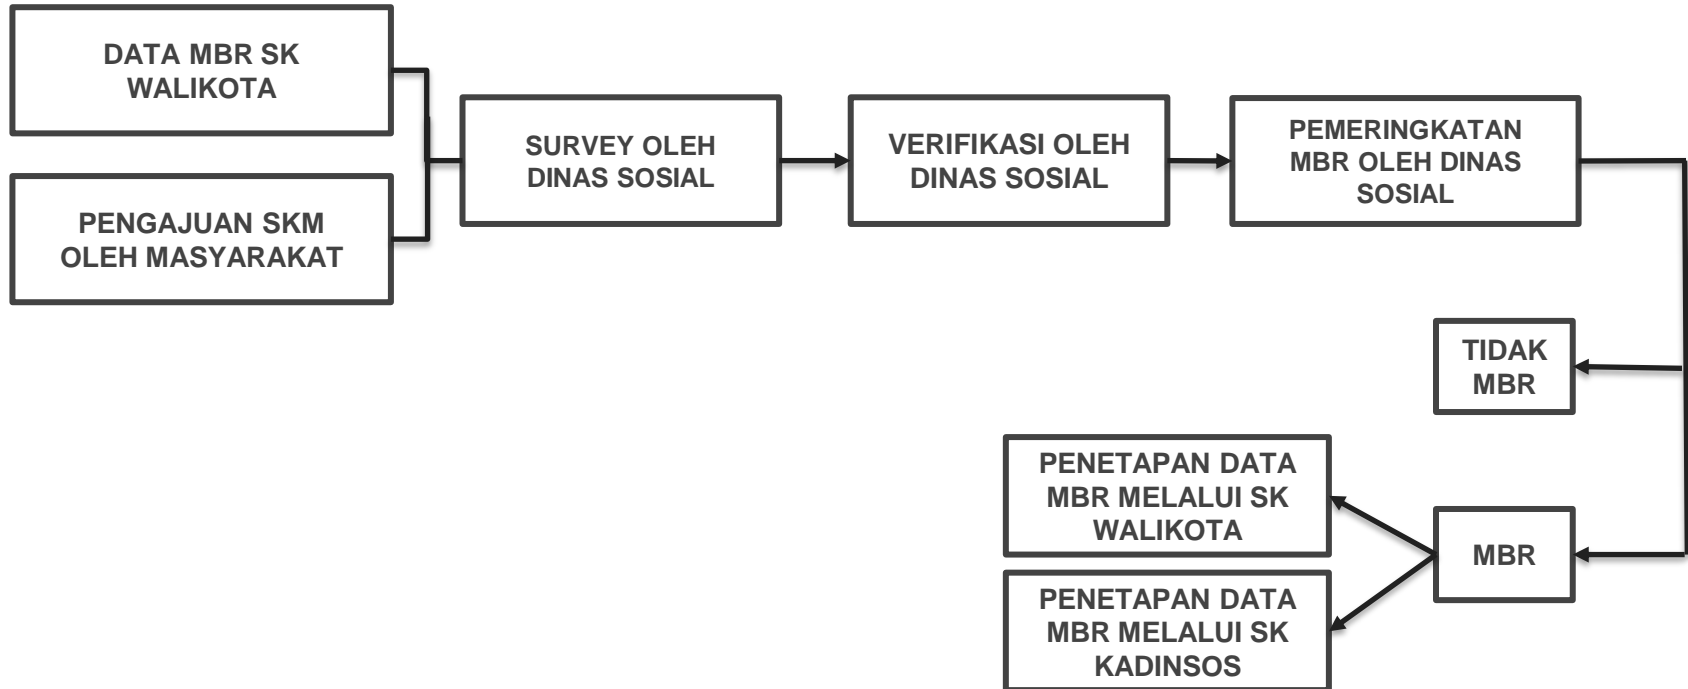 DATA MBR SK
WALIKOTA
PENGAJUAN SKM
OLEH MASYARAKAT
SURVEY OLEH
DINAS SOSIAL
VERIFIKASI OLEH
DINAS SOSIAL
PEMERINGKATAN
MBR OLEH DINAS
SOSIAL
TIDAK
MBR
MBR
PENETAPAN DATA
MBR MELALUI SK
WALIKOTA
PENETAPAN DATA
MBR MELALUI SK
KADINSOS